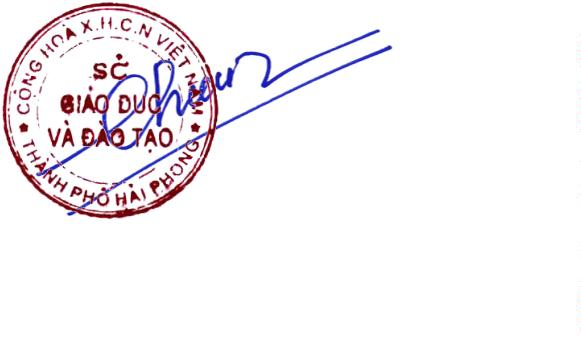 CỘNG HOÀ X.H.C.N VIỆT NAM
SỞ
GIÁO DỤC
VÀ ĐÀO TẠO
THÀNH PHỐ HẢI PHÒNG